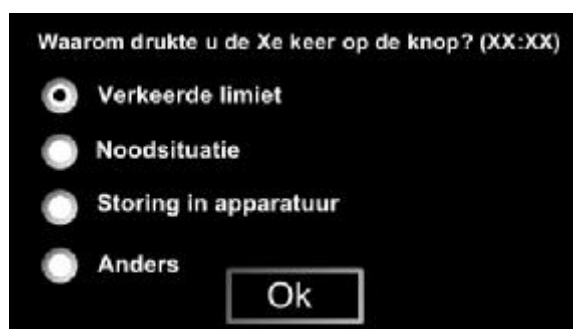 Waarom drukte u de Xe keer op de knop? (XX:XX)
Verkeerde limiet
Noodsituatie
Storing in apparatuur
Anders
Ok